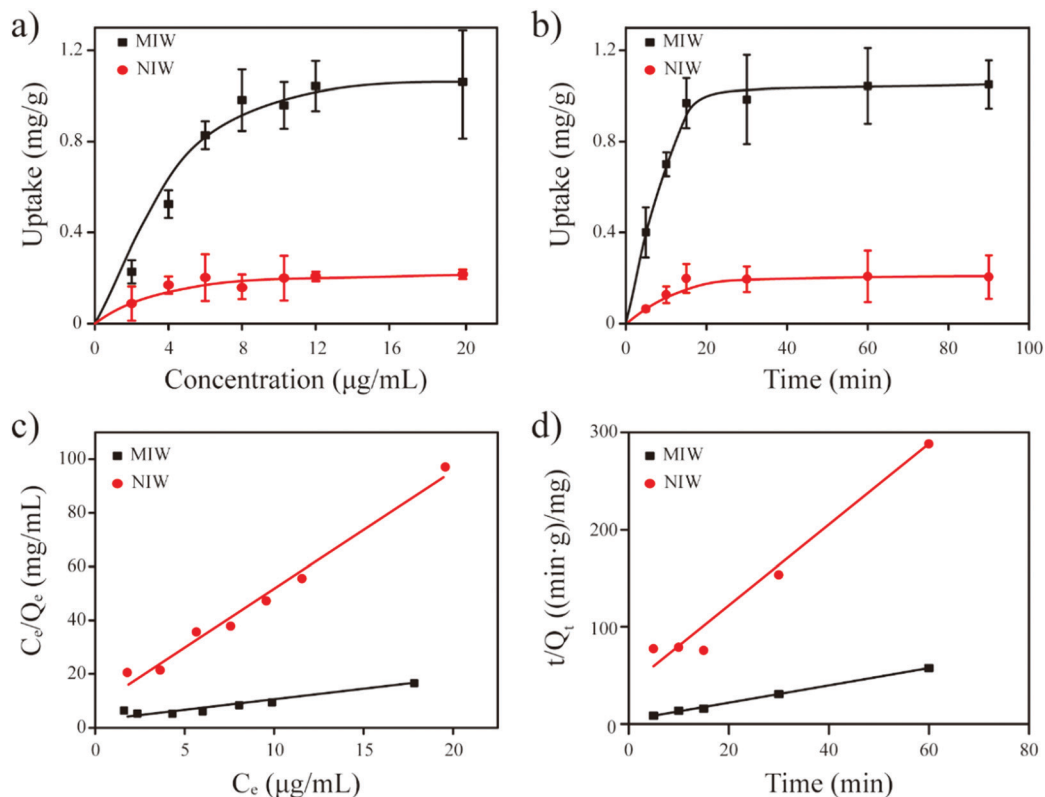 a)
MIW
NIW
Uptake (mg/g)
1.2
0.8
0.4
0
0 4 8 12 16 20
Concentration (μg/mL)
b)
MIW
NIW
Uptake (mg/g)
1.2
0.8
0.4
0
0 20 40 60 80 100
Time (min)
c)
MIW
NIW
Ce/Qe (mg/mL)
100
80
60
40
20
0
0 5 10 15 20
Ce (μg/mL)
d)
MIW
NIW
t/Qt ((min·g)/mg)
300
200
100
0
0 20 40 60 80
Time (min)